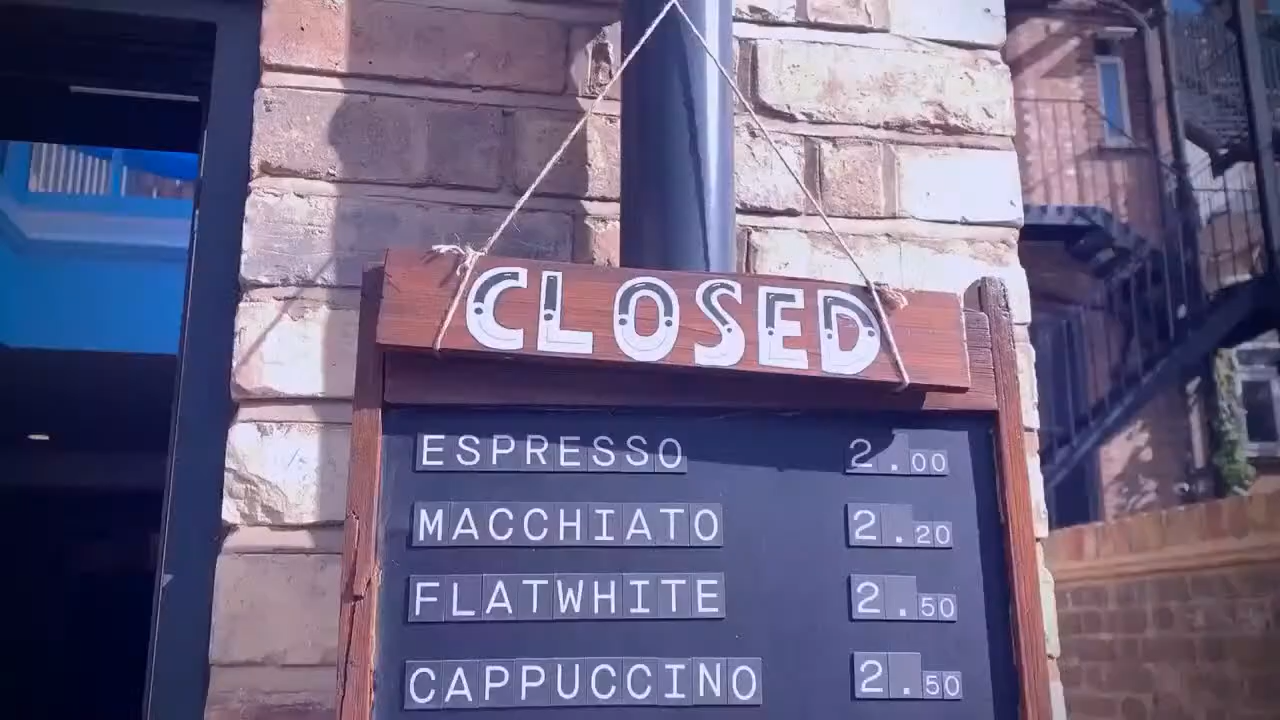 CLOSED
ESPRESSO 2.00
MACCHIATO 2.20
FLATWHITE 2.50
CAPPUCCINO 2.50